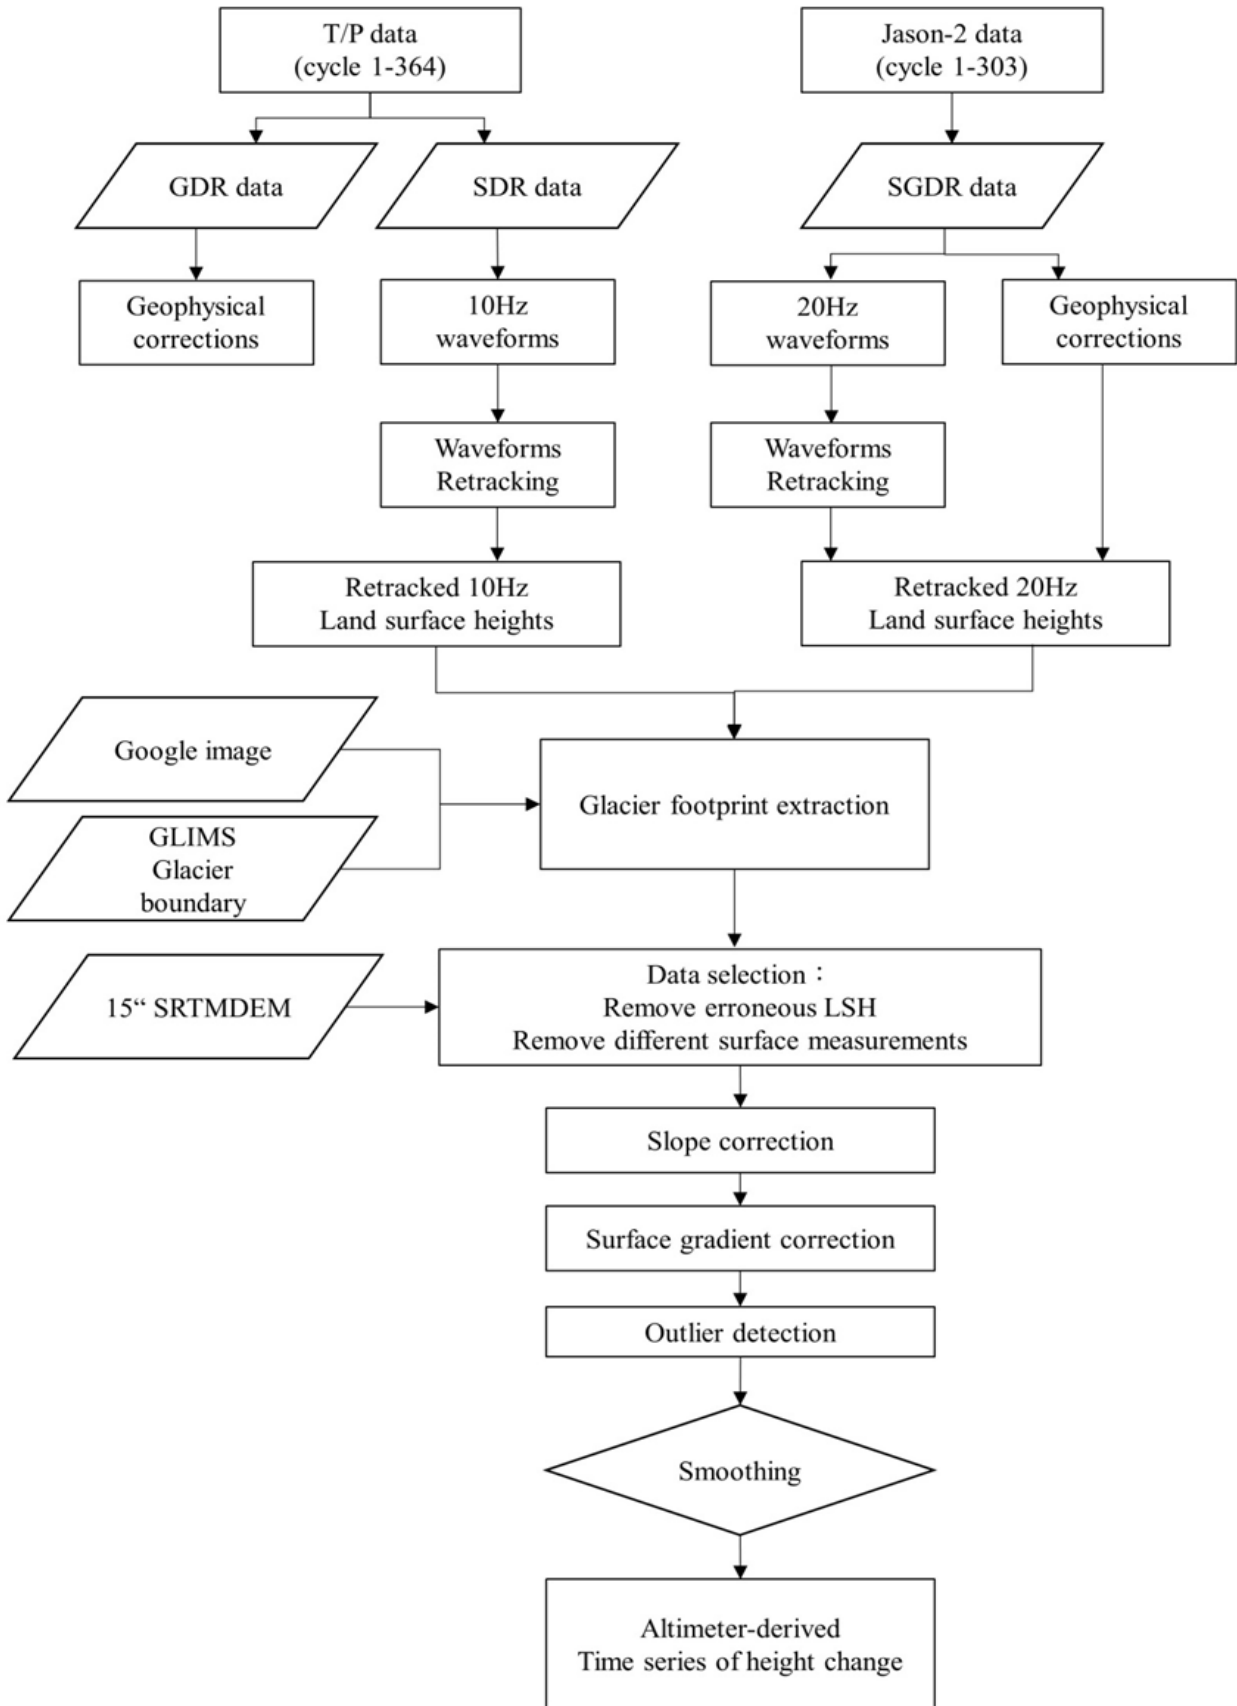 T/P data
(cycle 1-364)
Jason-2 data
(cycle 1-303)
GDR data
SDR data
SGDR data
Geophysical
corrections
10Hz
waveforms
20Hz
waveforms
Geophysical
corrections
Waveforms
Retracking
Waveforms
Retracking
Retracked 10Hz
Land surface heights
Retracked 20Hz
Land surface heights
Google image
Glacier footprint extraction
GLIMS
Glacier
boundary
15“ SRTMDEM
Data selection：
Remove erroneous LSH
Remove different surface measurements
Slope correction
Surface gradient correction
Outlier detection
Smoothing
Altimeter-derived
Time series of height change